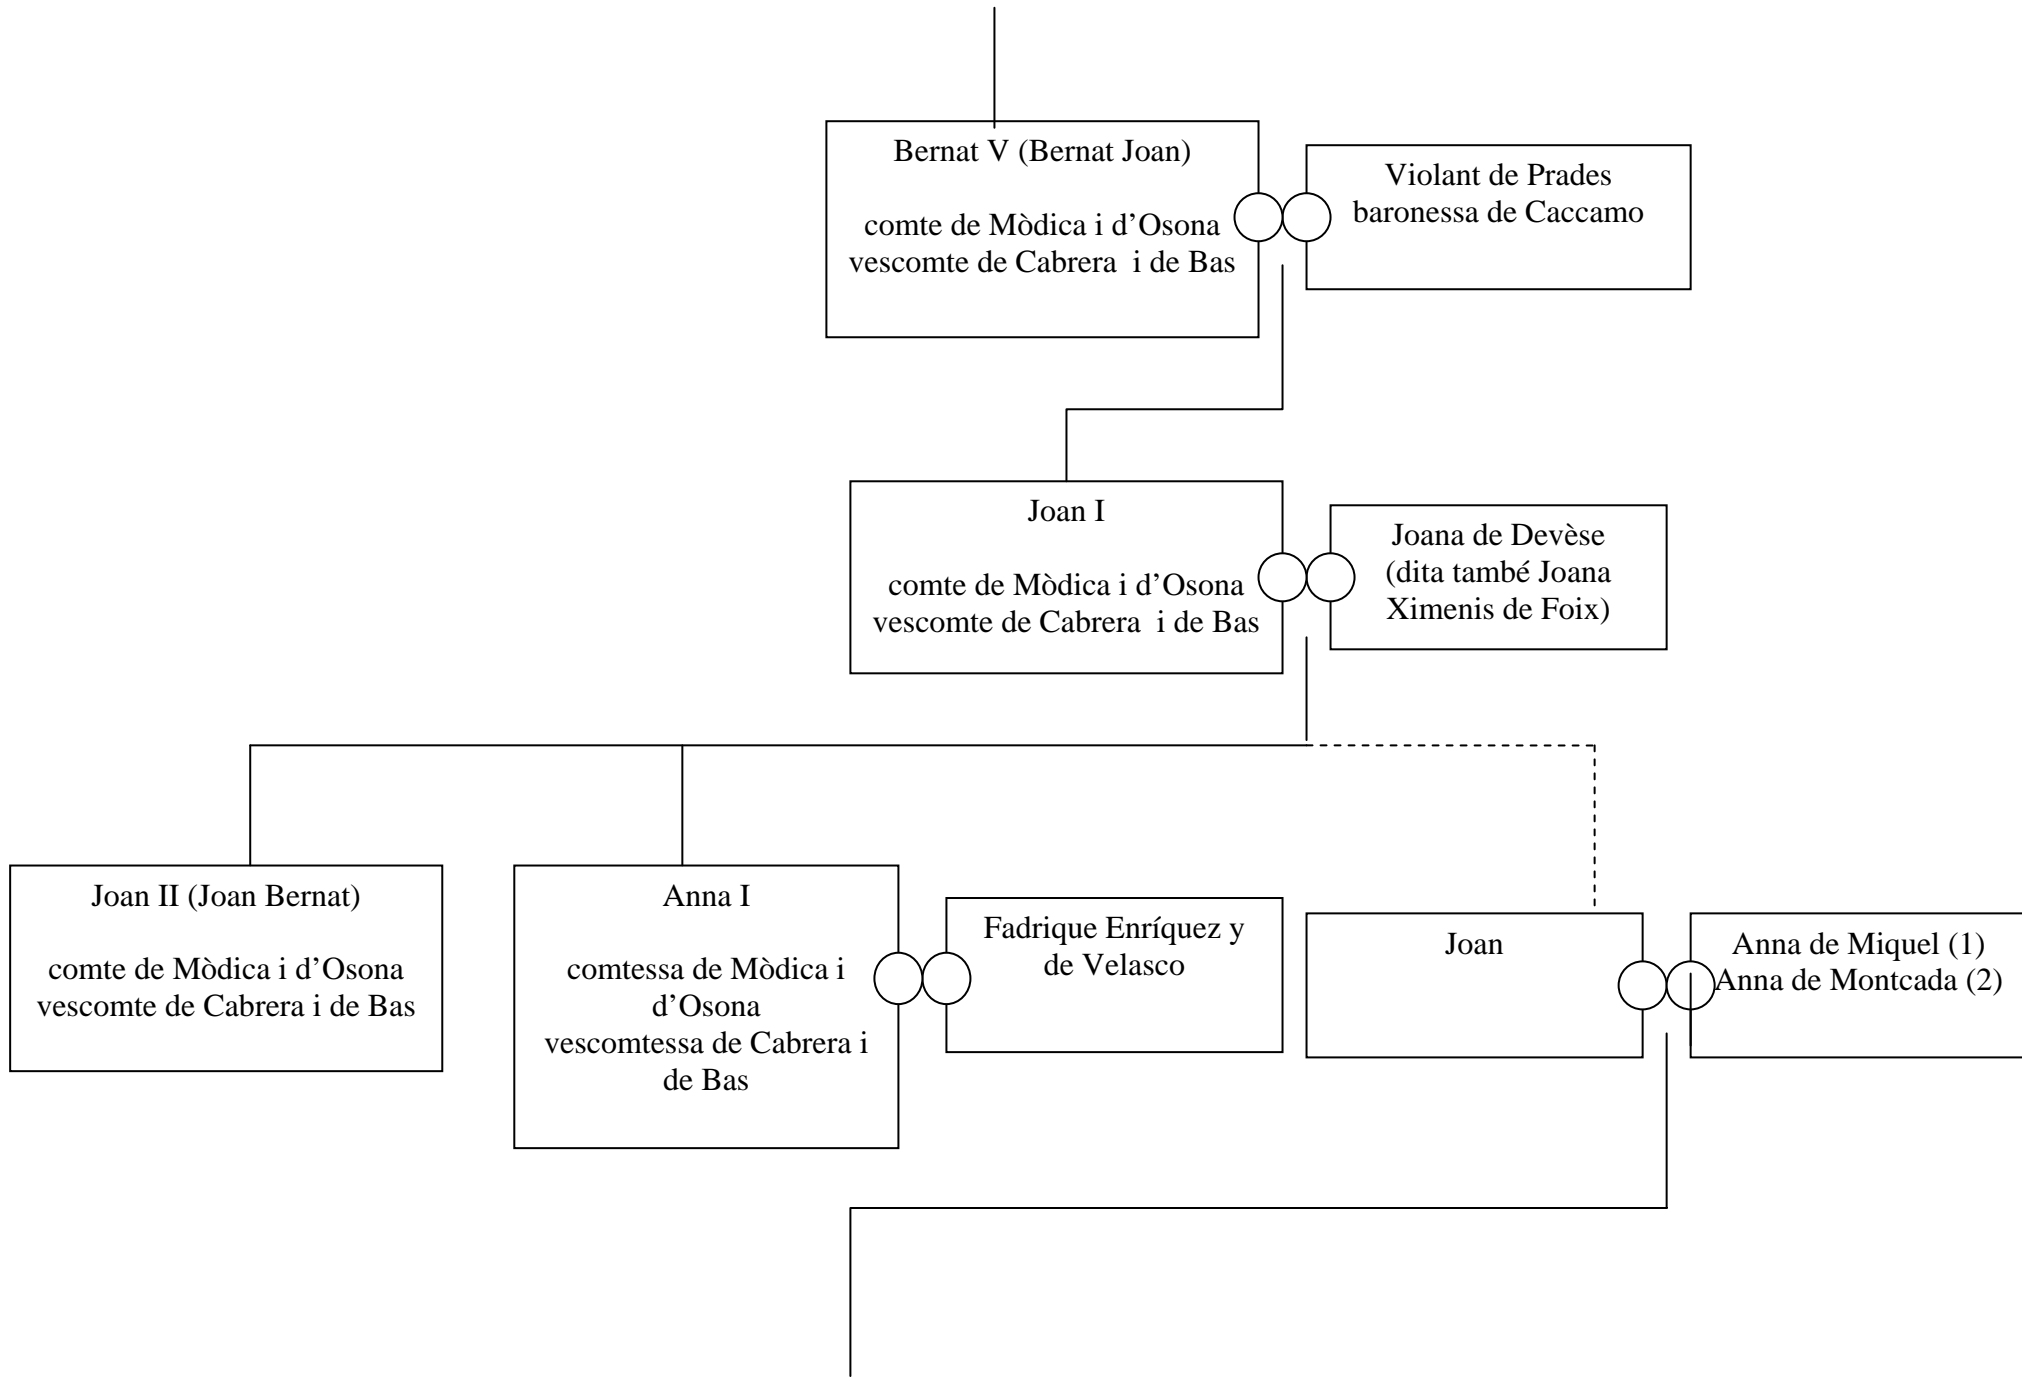 Bernat V (Bernat Joan)
comte de Mòdica i d’Osona
vescomte de Cabrera  i de Bas
Violant de Prades
baronessa de Caccamo
Joan I
comte de Mòdica i d’Osona
vescomte de Cabrera  i de Bas
Joana de Devèse
(dita també Joana
Ximenis de Foix)
Joan II (Joan Bernat)
comte de Mòdica i d’Osona
vescomte de Cabrera i de Bas
Anna I
comtessa de Mòdica i
d’Osona
vescomtessa de Cabrera i
de Bas
Fadrique Enríquez y
de Velasco
Joan
Anna de Miquel (1)
Anna de Montcada (2)